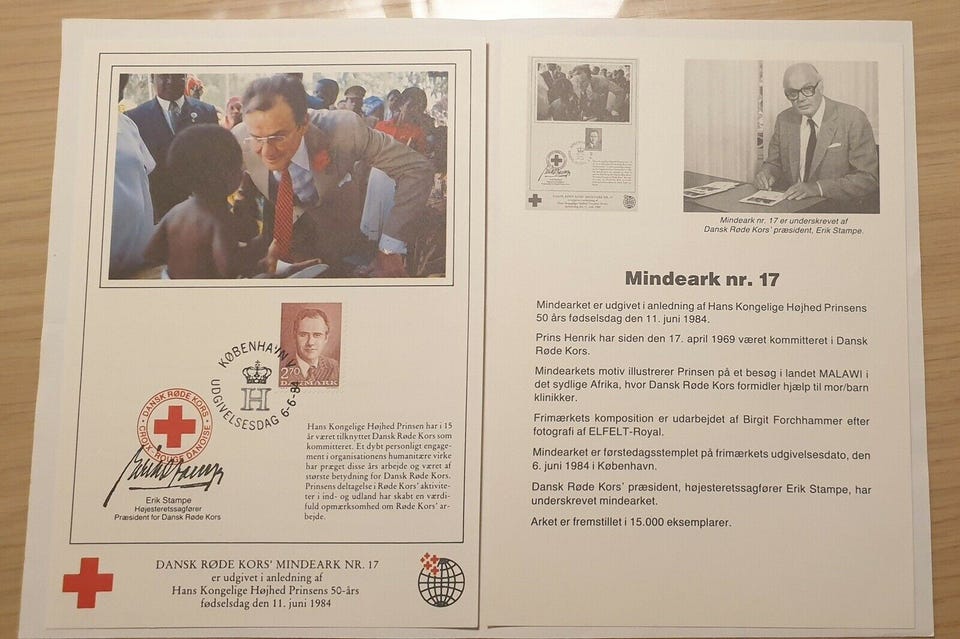 KØBENHAVN V
H
UDGIVELSESDAG 6-6-84
2.70
DANMARK
DANSK RØDE KORS
CROIX-ROUGE DANOISE
Erik Stampe
Højesteretssagfører
Præsident for Dansk Røde Kors
Hans Kongelige Højhed Prinsen har i 15
år været tilknyttet Dansk Røde Kors som
kommitteret. Et dybt personligt engage-
ment i organisationens humanitære virke
har præget disse års arbejde og været af
største betydning for Dansk Røde Kors.
Prinsens deltagelse i Røde Kors' aktivite-
ter i ind- og udland har skabt en værdi-
fuld opmærksomhed om Røde Kors' ar-
bejde.
DANSK RØDE KORS' MINDEARK NR. 17
er udgivet i anledning af
Hans Kongelige Højhed Prinsens 50-års
fødselsdag den 11. juni 1984
Mindeark nr. 17 er underskrevet af
Dansk Røde Kors' præsident, Erik Stampe.
Mindeark nr. 17
Mindearket er udgivet i anledning af Hans Kongelige Højhed Prinsens
50 års fødselsdag den 11. juni 1984.
Prins Henrik har siden den 17. april 1969 været kommitteret i Dansk
Røde Kors.
Mindearkets motiv illustrerer Prinsen på et besøg i landet MALAWI i
det sydlige Afrika, hvor Dansk Røde Kors formidler hjælp til mor/barn
klinikker.
Frimærkets komposition er udarbejdet af Birgit Forchhammer efter
fotografi af ELFELT-Royal.
Mindearket er førstedagsstemplet på frimærkets udgivelsesdato, den
6. juni 1984 i København.
Dansk Røde Kors' præsident, højesteretssagfører Erik Stampe, har
underskrevet mindearket.
Arket er fremstillet i 15.000 eksemplarer.